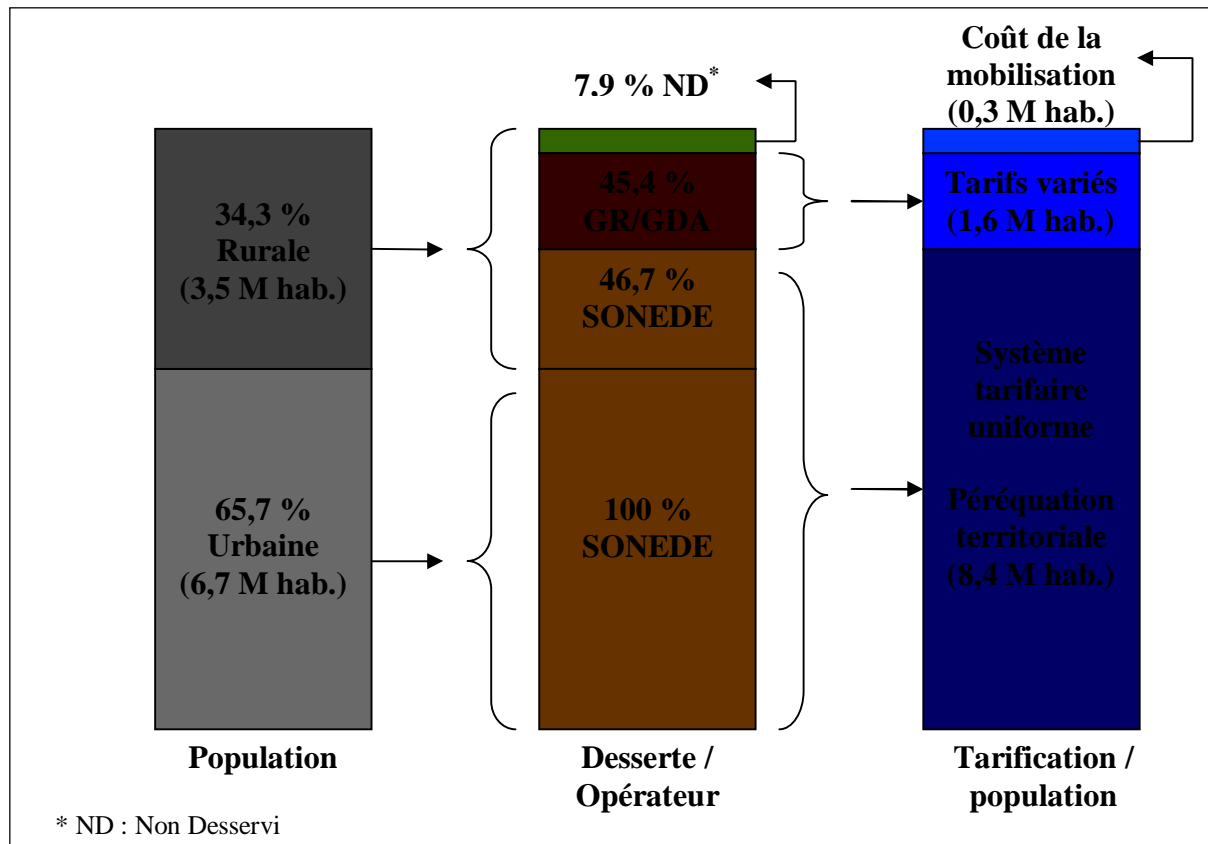 34,3 %
Rurale
(3,5 M hab.)
65,7 %
Urbaine
(6,7 M hab.)
Population
7,9 % ND*
45,4 %
GR/GDA
46,7 %
SONEDE
100 %
SONEDE
Desserte /
Opérateur
Coût de la
mobilisation
(0,3 M hab.)
Tarifs variés
(1,6 M hab.)
Système
tarifaire
uniforme
Péréquation
territoriale
(8,4 M hab.)
Tarification /
population
* ND : Non Desservi